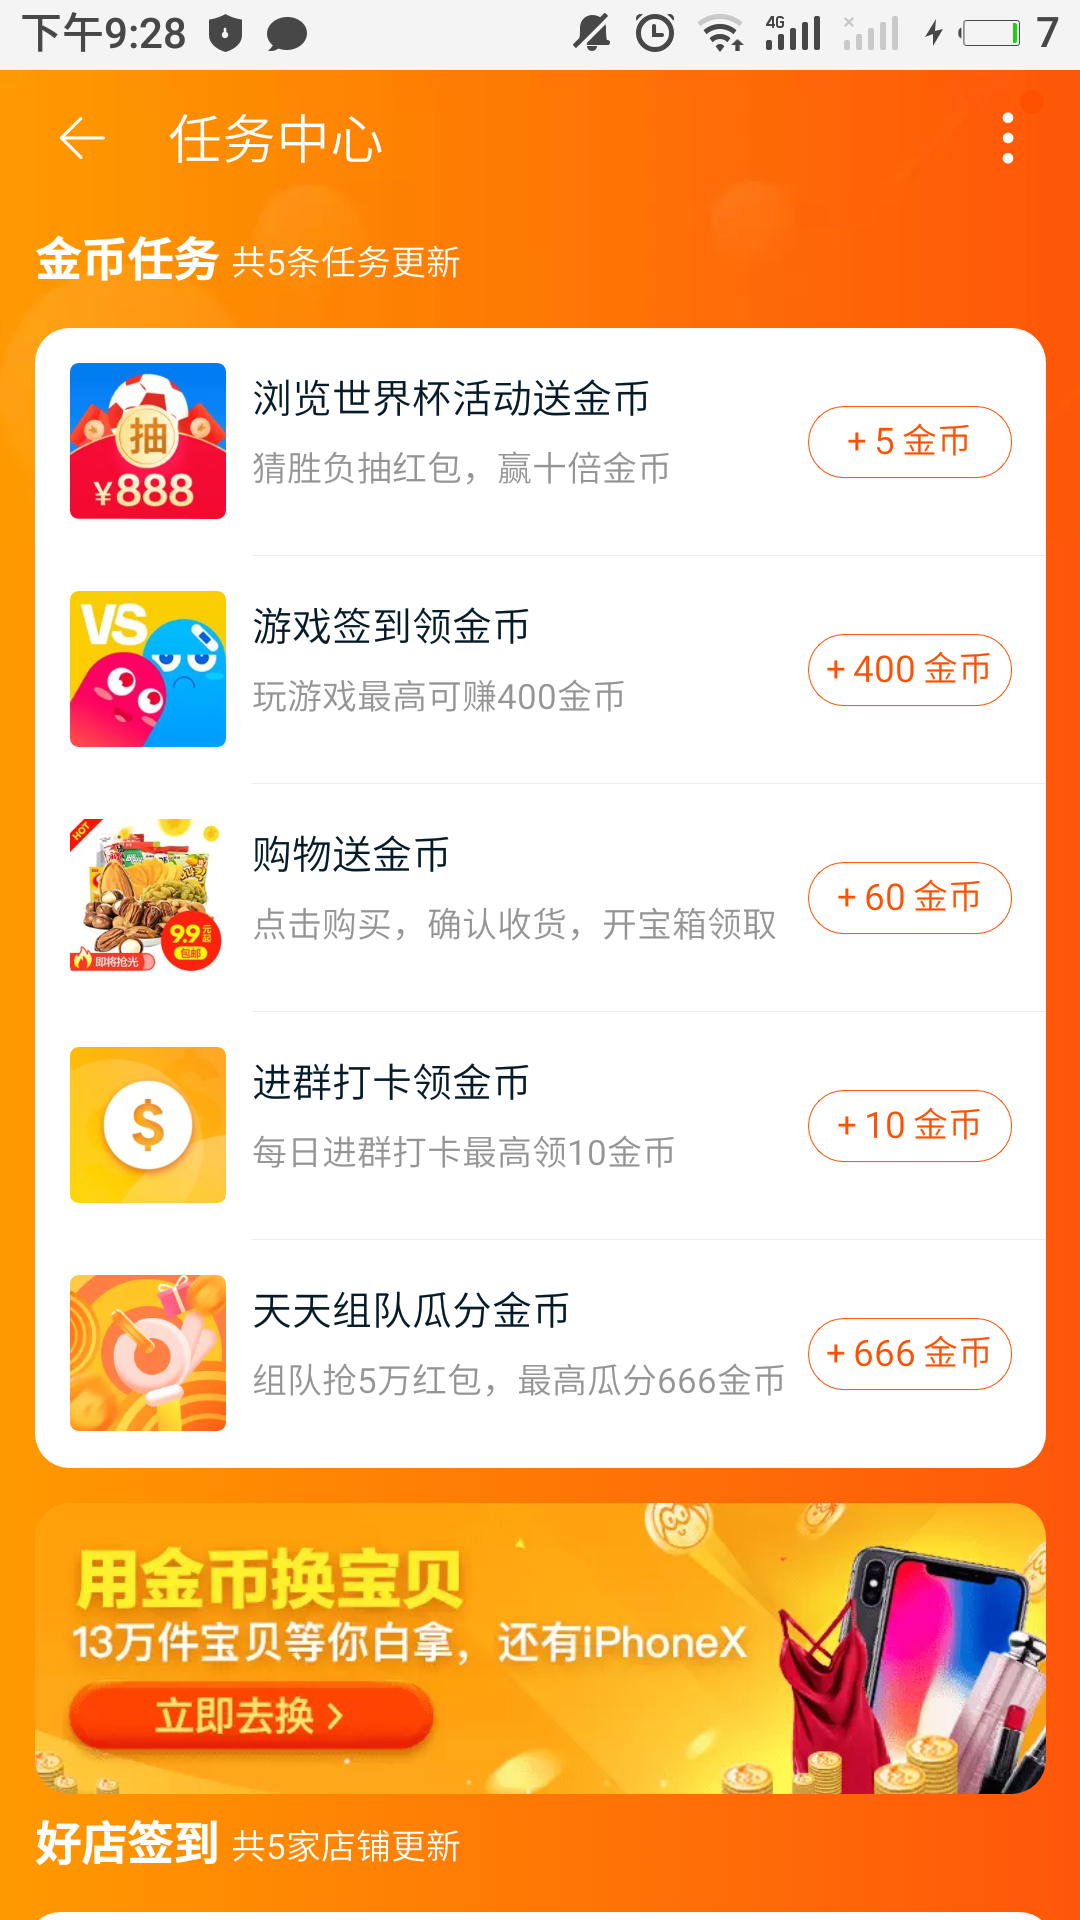 下午9:28
4G
7
任务中心
金币任务 共5条任务更新
抽
¥888
浏览世界杯活动送金币
猜胜负抽红包，赢十倍金币
+ 5 金币
VS
游戏签到领金币
玩游戏最高可赚400金币
+ 400 金币
HOT
9.9元起
包邮
即将抢光
购物送金币
点击购买，确认收货，开宝箱领取
+ 60 金币
$
进群打卡领金币
每日进群打卡最高领10金币
+ 10 金币
天天组队瓜分金币
组队抢5万红包，最高瓜分666金币
+ 666 金币
用金币换宝贝
13万件宝贝等你白拿，还有iPhoneX
立即去换 >
好店签到 共5家店铺更新